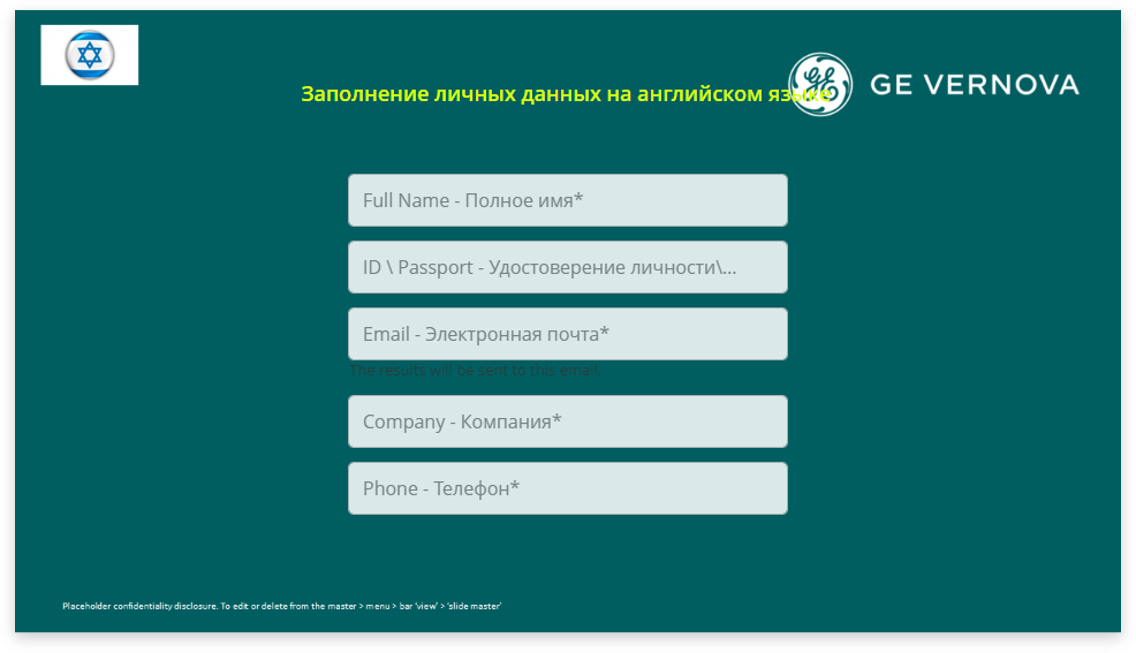 Заполнение личных данных на английском языке
GE VERNOVA
Full Name - Полное имя*
ID \ Passport - Удостоверение личности\...
Email - Электронная почта*
The results will be sent to this email.
Company - Компания*
Phone - Телефон*
Placeholder confidentiality disclosure. To edit or delete from the master > menu > bar ‘view’ > ‘slide master’